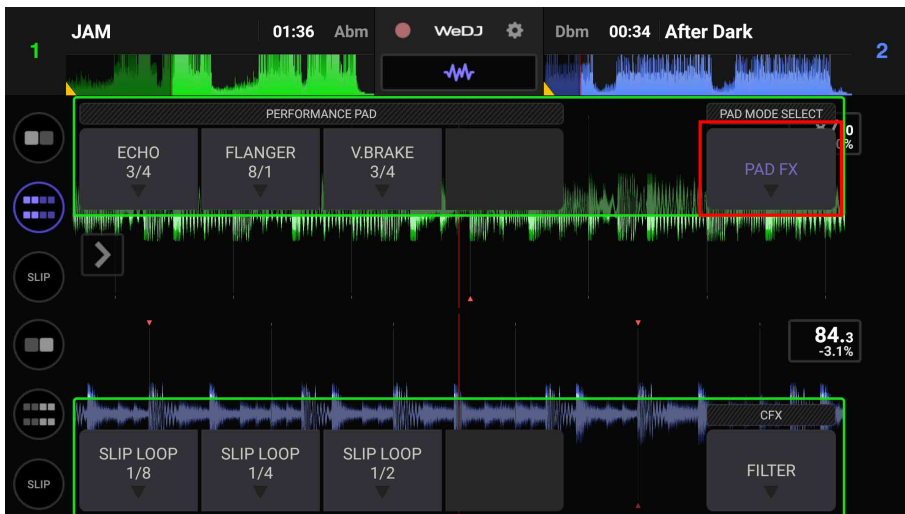 1
JAM
01:36
Abm
WeDJ
Dbm
00:34
After Dark
2
PERFORMANCE PAD
PAD MODE SELECT
ECHO
3/4
FLANGER
8/1
V.BRAKE
3/4
PAD FX
SLIP
84.3
-3.1%
CFX
SLIP LOOP
1/8
SLIP LOOP
1/4
SLIP LOOP
1/2
FILTER
SLIP